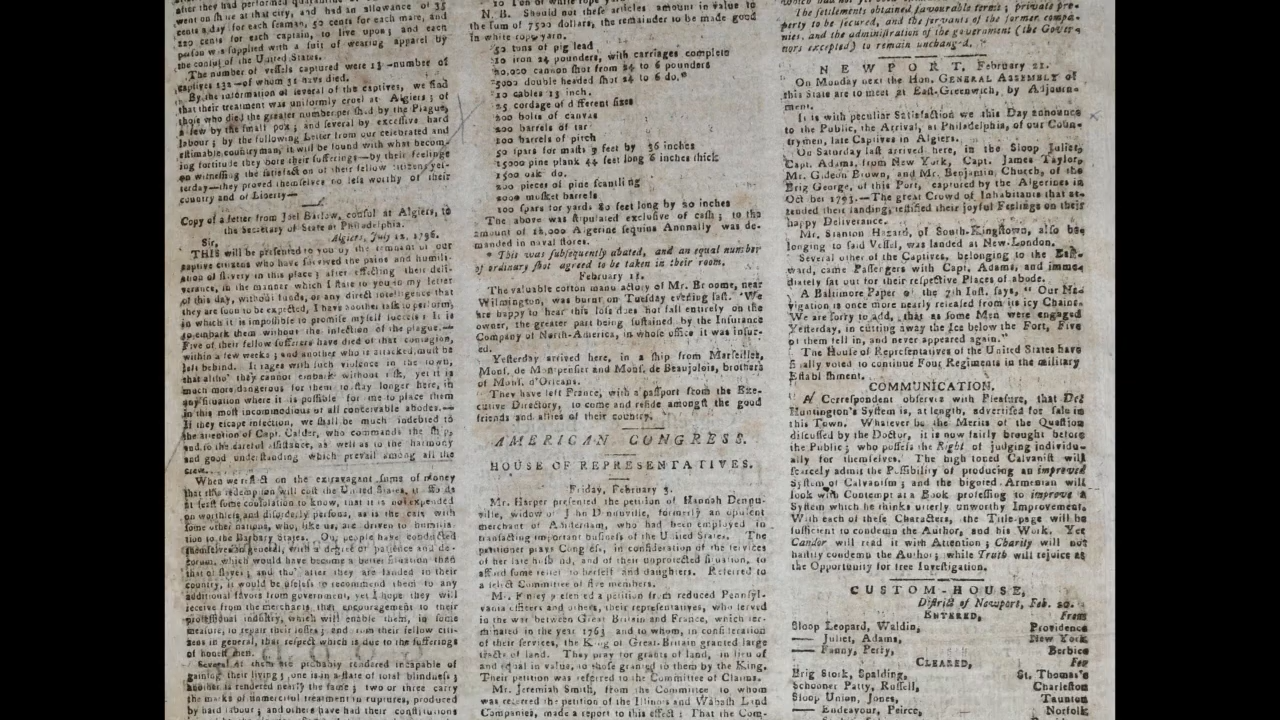 after they had performed quarantine
went on shore at that city, and had an allowance of 35
cents a day for each seaman, 50 cents for each mate, and
220 cents for each captain, to live upon; and each
person was supplied with a suit of wearing apparel by
the consul of the United States.
The number of vessels captured were 13—number of
captives 132—of whom 31 have died.
By the information of several of the captives, we find
that their treatment was uniformly cruel at Algiers; of
those who died the greater number perished by the Plague,
a few by the small pox; and several by excessive hard
labour; by the following Letter from our celebrated and
estimable countryman, it will be found with what becom-
ing fortitude they bore their sufferings—by their feelings
on witnessing the satisfaction of their fellow citizens yes-
terday—they proved themselves no less worthy of their
country and of Liberty—
Copy of a letter from Joel Barlow, consul at Algiers, to
the Secretary of State at Philadelphia.
Algiers, July 12, 1796.
Sir,
THIS will be presented to you by the remnant of our
captive citizens who have survived the pains and humili-
ation of slavery in this place; after effecting their deli-
verance, in the manner which I state to you in my letter
of this day, without funds, or any direct intelligence that
they are soon to be expected, I have another task to perform,
in which it is impossible to promise myself success: It is
to embark them without the infection of the plague.—
Five of their fellow sufferers have died of that contagion,
within a few weeks; and another who is attacked, must be
left behind. It rages with such violence in the town,
that altho' they cannot embark without risk, yet it is
much more dangerous for them to stay longer here, in
any situation where it is possible for me to place them
in this most incommodious of all conceivable abodes.—
If they escape infection, we shall be much indebted to
the attention of Capt. Calder, who commands the ship,
and to the careful assistance, as well as to the harmony
and good understanding which prevail among all the
crew.
When we reflect on the extravagant sums of money
that this redemption will cost the United States, it affords
at least some consolation to know, that it is not expended
on worthless and disorderly persons, as is the case with
some other nations, who, like us, are driven to humilia-
tion to the Barbary States. Our people have conducted
themselves in general, with a degree of patience and de-
corum, which would have become a better situation than
that of slaves; and tho' after they are landed in their
country, it would be useless to recommend them to any
additional favors from government, yet I hope they will
receive from the merchants, that encouragement to their
professional industry, which will enable them, in some
measure, to repair their losses; and from their fellow citi-
zens in general, that respect which is due to the sufferings
of honest men.
Several of them are probably rendered incapable of
gaining their living; one is in a state of total blindness;
another is rendered nearly the same; two or three carry
the marks of unmerciful treatment in ruptures, produced
by hard labour; and others have had their constitutions
10 Ton of white rope
N. B. Should not these articles amount in value to
the sum of 7500 dollars, the remainder to be made good
in white rope yarn.
50 tons of pig lead
10 iron 24 pounders, with carriages complete
20,000 cannon shot from 24 to 6 pounders
5000 double headed shot 24 to 6 do.*
10 cables 13 inch.
25 cordage of different sizes
200 bolts of canvas
200 barrels of tar
100 barrels of pitch
50 spars for masts 9 feet by 36 inches
15000 pine plank 44 feet long 6 inches thick
1500 oak do.
200 pieces of pine scantling
2000 musket barrels
100 spars for yards 80 feet long by 20 inches
The above was stipulated exclusive of cash; to the
amount of 12,000 Algerine sequins Annually was de-
manded in naval stores.
* This was subsequently abated, and an equal number
of ordinary shot agreed to be taken in their room.
February 11.
The valuable cotton manufactory of Mr. Broome, near
Wilmington, was burnt on Tuesday evening last. We
are happy to hear this loss does not fall entirely on the
owner, the greater part being sustained by the Insurance
Company of North-America, in whose office it was insur-
ed.
Yesterday arrived here, in a ship from Marseilles,
Mons. de Montpensier and Mons. de Beaujolois, brothers
of Mons. d'Orleans.
They have left France, with a passport from the Exe-
cutive Directory, to come and reside amongst the good
friends and allies of their country.
AMERICAN CONGRESS.
HOUSE OF REPRESENTATIVES.
Friday, February 3.
Mr. Harper presented the petition of Hannah Denou-
ville, widow of John Denouville, formerly an opulent
merchant of Amsterdam, who had been employed in
transacting important business of the United States. The
petitioner prays Congress, in consideration of the services
of her late husband, and of their unprotected situation, to
afford some relief to herself and daughters. Referred to
a select Committee of five members.
Mr. Finley presented a petition from reduced Pennsyl-
vania officers and others, their representatives, who served
in the war between Great Britain and France, which ter-
minated in the year 1763 and to whom, in consideration
of their services, the King of Great Britain granted large
tracts of land. They pray for grants of land, in lieu of
and equal in value, to those granted to them by the King.
Their petition was referred to the Committee of Claims.
Mr. Jeremiah Smith, from the Committee to whom
was referred the petition of the Illinois and Wabash Land
Companies, made a report to this effect: That the Com-
The settlements obtained favourable terms; private pro-
perty to be secured, and the servants of the former compa-
nies, and the administration of the government (the Gover-
nors excepted) to remain unchanged.
NEWPORT, February 21.
On Monday next the Hon. GENERAL ASSEMBLY of
this State are to meet at East-Greenwich, by Adjourn-
ment.
It is with peculiar Satisfaction we this Day announce
to the Public, the Arrival, at Philadelphia, of our Coun-
trymen, late Captives in Algiers.
On Saturday last arrived here, in the Sloop Juliet,
Capt. Adams, from New York, Capt. James Taylor,
Mr. Gideon Brown, and Mr. Benjamin Church, of the
Brig George, of this Port, captured by the Algerines in
October 1793.—The great Crowd of Inhabitants that at-
tended their landing, testified their joyful Feelings on their
happy Deliverance.
Mr. Stanton Hazard, of South-Kingstown, also be-
longing to said Vessel, was landed at New-London.
Several other of the Captives, belonging to the East-
ward, came Passengers with Capt. Adams, and imme-
diately sat out for their respective Places of abode.
A Baltimore Paper of the 7th Inst. says, "Our Na-
vigation is once more nearly released from its icy Chains.
We are sorry to add, that as some Men were engaged
Yesterday, in cutting away the Ice below the Fort, Five
of them fell in, and never appeared again."
The House of Representatives of the United States have
finally voted to continue Four Regiments in the military
Establishment.
COMMUNICATION.
A Correspondent observes with Pleasure, that Doct
Huntington's System is, at length, advertised for sale in
this Town. Whatever be the Merits of the Question
discussed by the Doctor, it is now fairly brought before
the Public; who possess the Right of judging individu-
ally for themselves. The high toned Calvanist will
scarcely admit the Possibility of producing an improved
System of Calvanism; and the bigoted Armenian will
look with Contempt at a Book professing to improve a
System which he thinks utterly unworthy Improvement.
With each of these Characters, the Title-page will be
sufficient to condemn the Author, and his Work. Yet
Candor will read it with Attention; Charity will not
hastily condemn the Author; while Truth will rejoice at
the Opportunity for free Investigation.
CUSTOM-HOUSE,
District of Newport, Feb. 20.
ENTERED, From
Sloop Leopard, Waldin, Providence
—— Juliet, Adams, New York
—— Fanny, Perry, Berbice
CLEARED, For
Brig Stork, Spalding, St. Thomas's
Schooner Patty, Russell, Charleston
Sloop Union, Jones, Taunton
—— Endeavour, Peirce, Norfolk